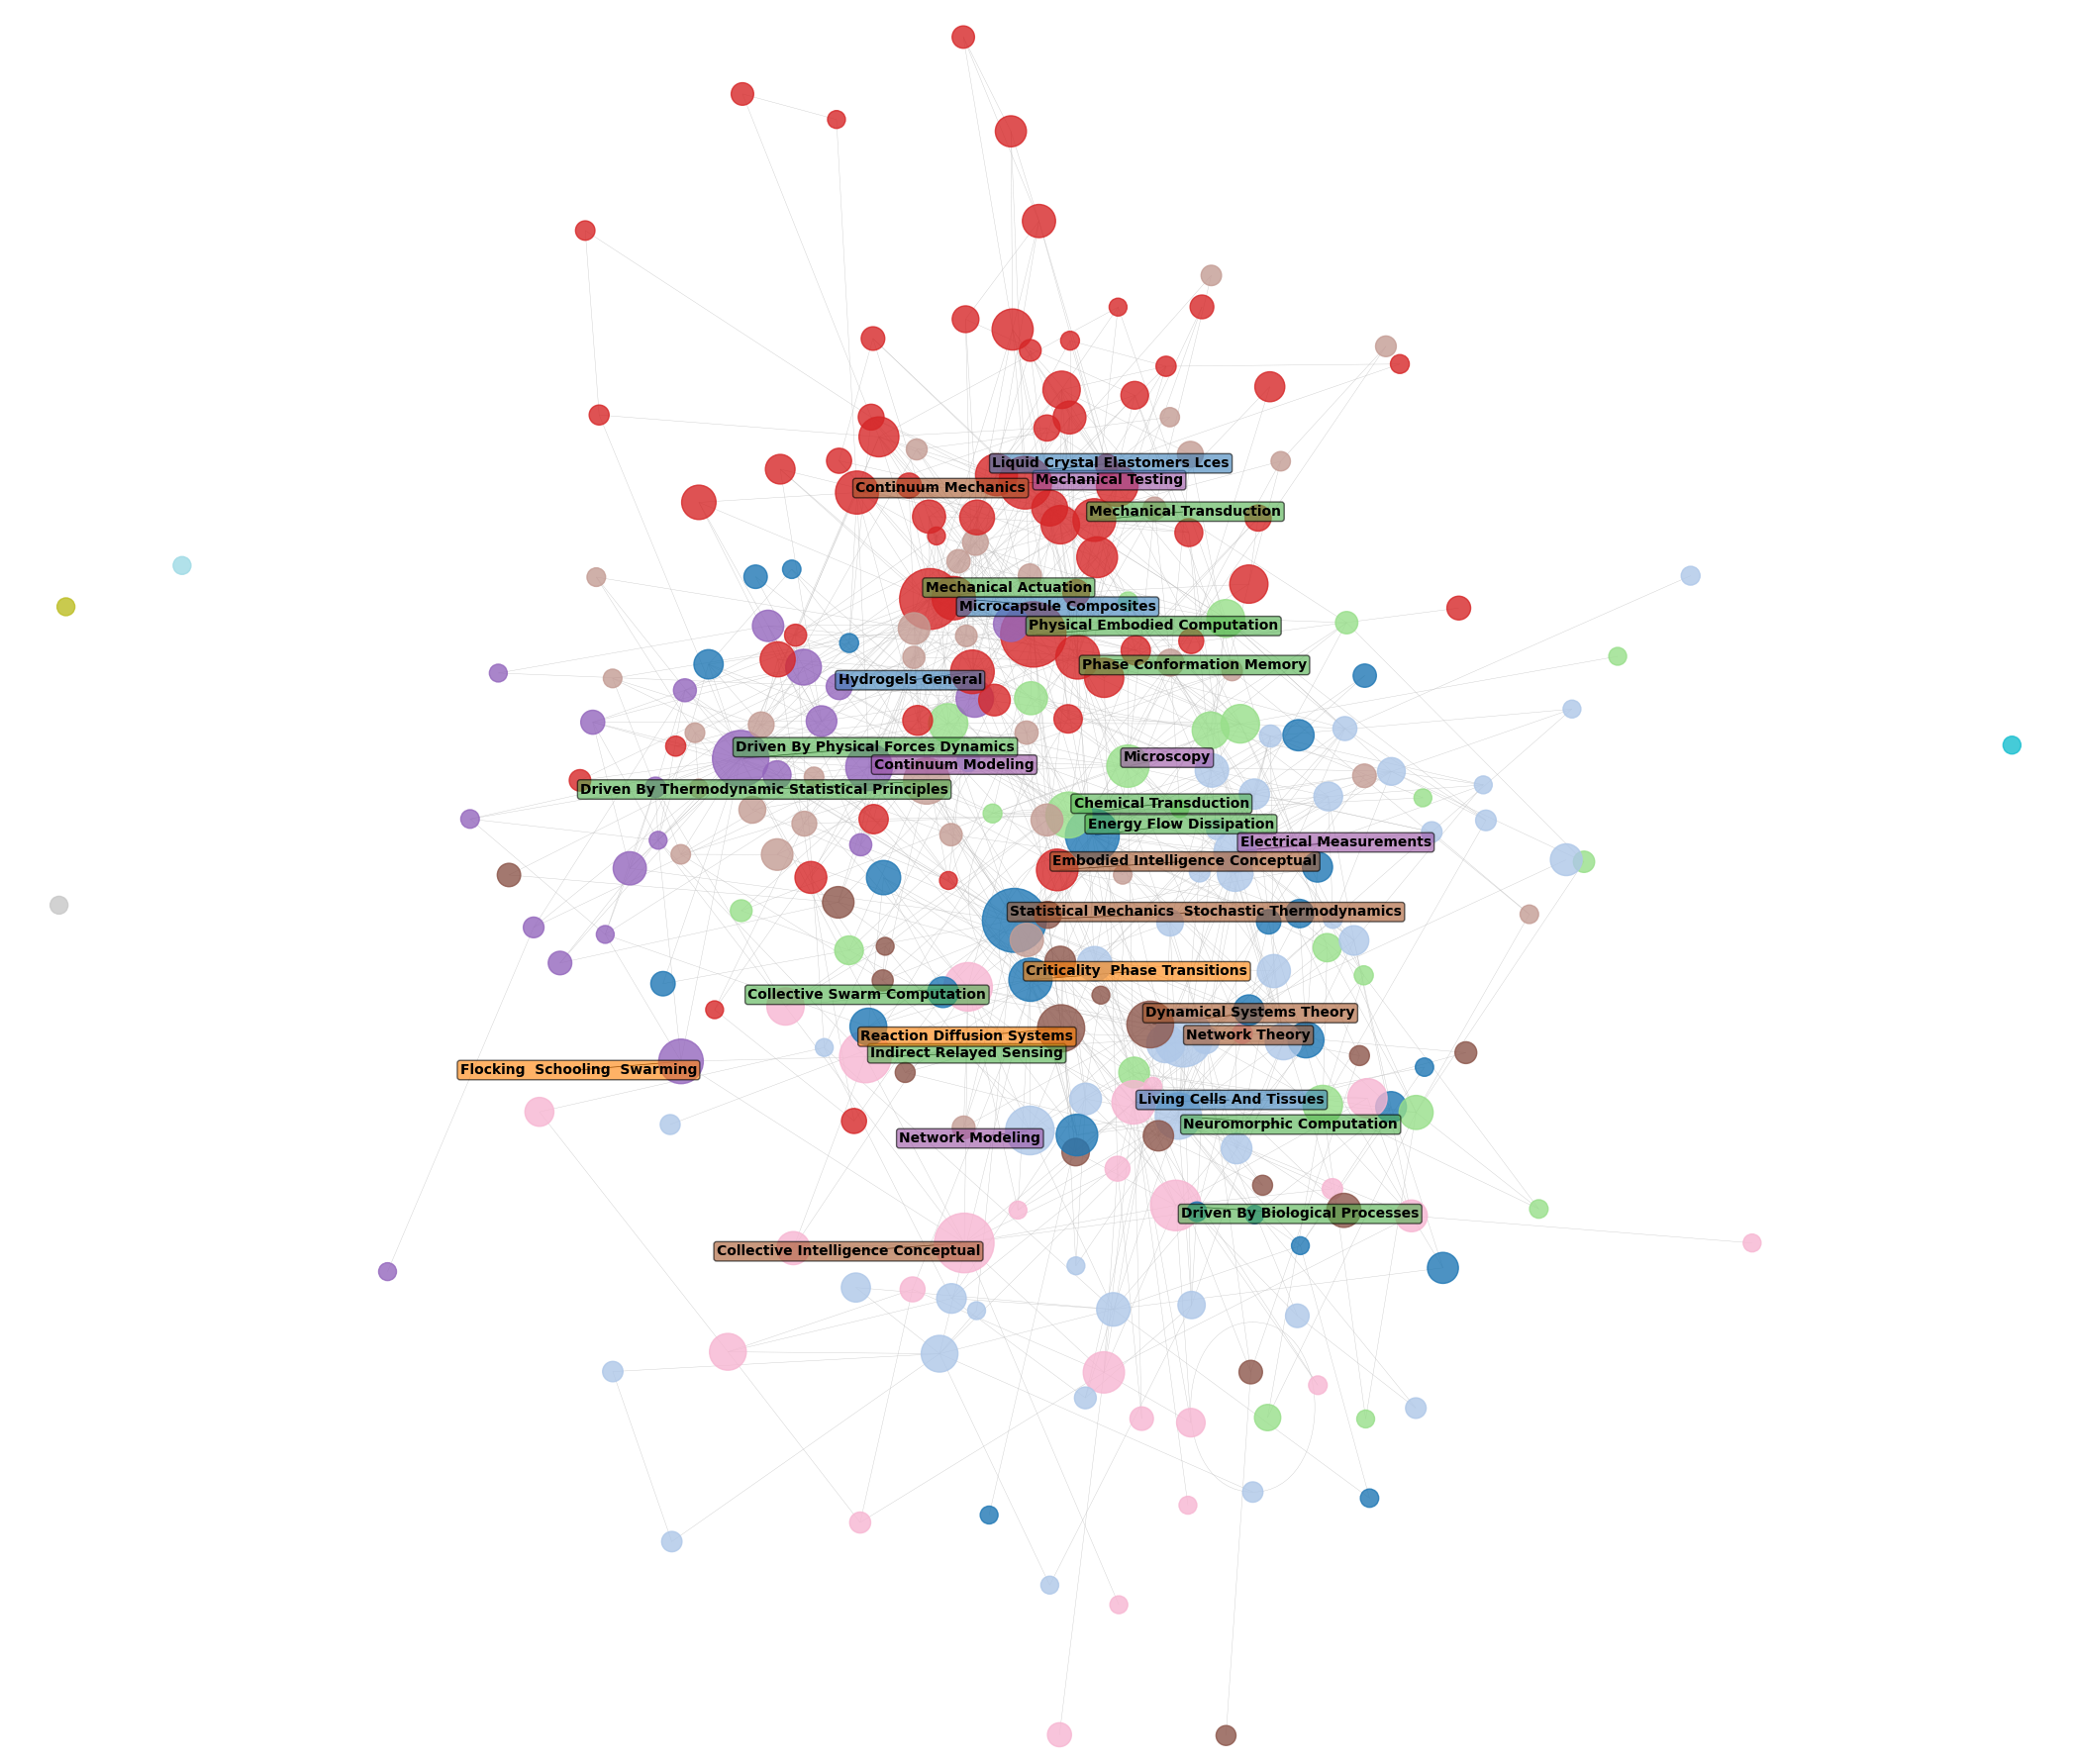 Liquid Crystal Elastomers Lces
Mechanical Testing
Continuum Mechanics
Mechanical Transduction
Mechanical Actuation
Microcapsule Composites
Physical Embodied Computation
Phase Conformation Memory
Hydrogels General
Driven By Physical Forces Dynamics
Microscopy
Continuum Modeling
Driven By Thermodynamic Statistical Principles
Chemical Transduction
Energy Flow Dissipation
Electrical Measurements
Embodied Intelligence Conceptual
Statistical Mechanics  Stochastic Thermodynamics
Criticality  Phase Transitions
Collective Swarm Computation
Dynamical Systems Theory
Reaction Diffusion Systems
Network Theory
Indirect Relayed Sensing
Flocking  Schooling  Swarming
Living Cells And Tissues
Neuromorphic Computation
Network Modeling
Driven By Biological Processes
Collective Intelligence Conceptual